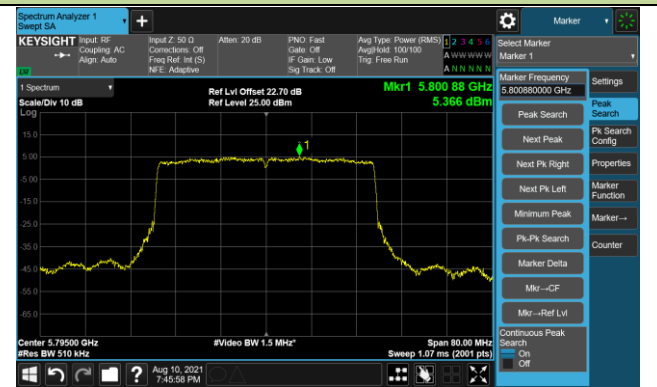 Spectrum Analyzer 1
Swept SA
+
Marker
KEYSIGHT
Input: RF
Coupling: AC
Align: Auto
Input Z: 50 Ω
Corrections: Off
Freq Ref: Int (S)
NFE: Adaptive
Atten: 20 dB
PNO: Fast
Gate: Off
IF Gain: Low
Sig Track: Off
Avg Type: Power (RMS)
Avg|Hold: 100/100
Trig: Free Run
1 2 3 4 5 6
A W W W W W
A N N N N N
Select Marker
Marker 1
1 Spectrum
Scale/Div 10 dB
Log
Ref Lvl Offset 22.70 dB
Ref Level 25.00 dBm
Mkr1 5.800 88 GHz
5.366 dBm
15.0
5.00
-5.00
-15.0
-25.0
-35.0
-45.0
-55.0
-65.0
1
Center 5.79500 GHz
#Res BW 510 kHz
#Video BW 1.5 MHz*
Span 80.00 MHz
Sweep 1.07 ms (2001 pts)
Marker Frequency
5.800880000 GHz
Peak Search
Next Peak
Next Pk Right
Next Pk Left
Minimum Peak
Pk-Pk Search
Marker Delta
Mkr→CF
Mkr→Ref Lvl
Continuous Peak
Search
On
Off
Settings
Peak
Search
Pk Search
Config
Properties
Marker
Function
Marker→
Counter
?
Aug 10, 2021
7:45:58 PM